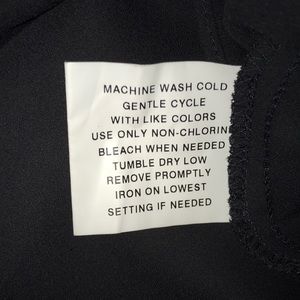 MACHINE WASH COLD
GENTLE CYCLE
WITH LIKE COLORS
USE ONLY NON-CHLORINE
BLEACH WHEN NEEDED
TUMBLE DRY LOW
REMOVE PROMPTLY
IRON ON LOWEST
SETTING IF NEEDED